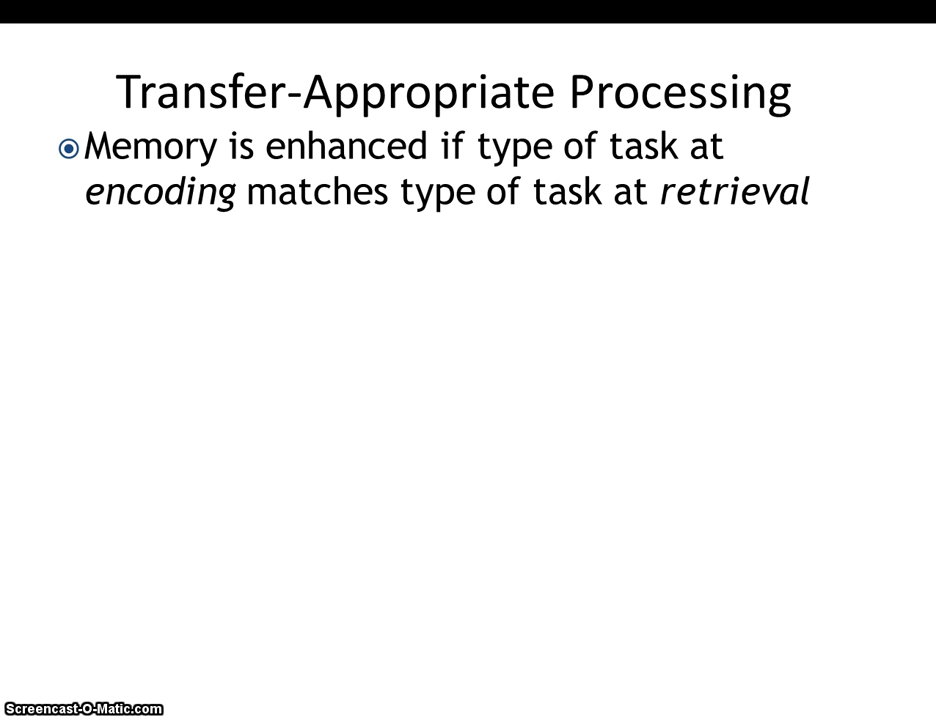 Transfer-Appropriate Processing
Memory is enhanced if type of task at
encoding matches type of task at retrieval
Screencast-O-Matic.com